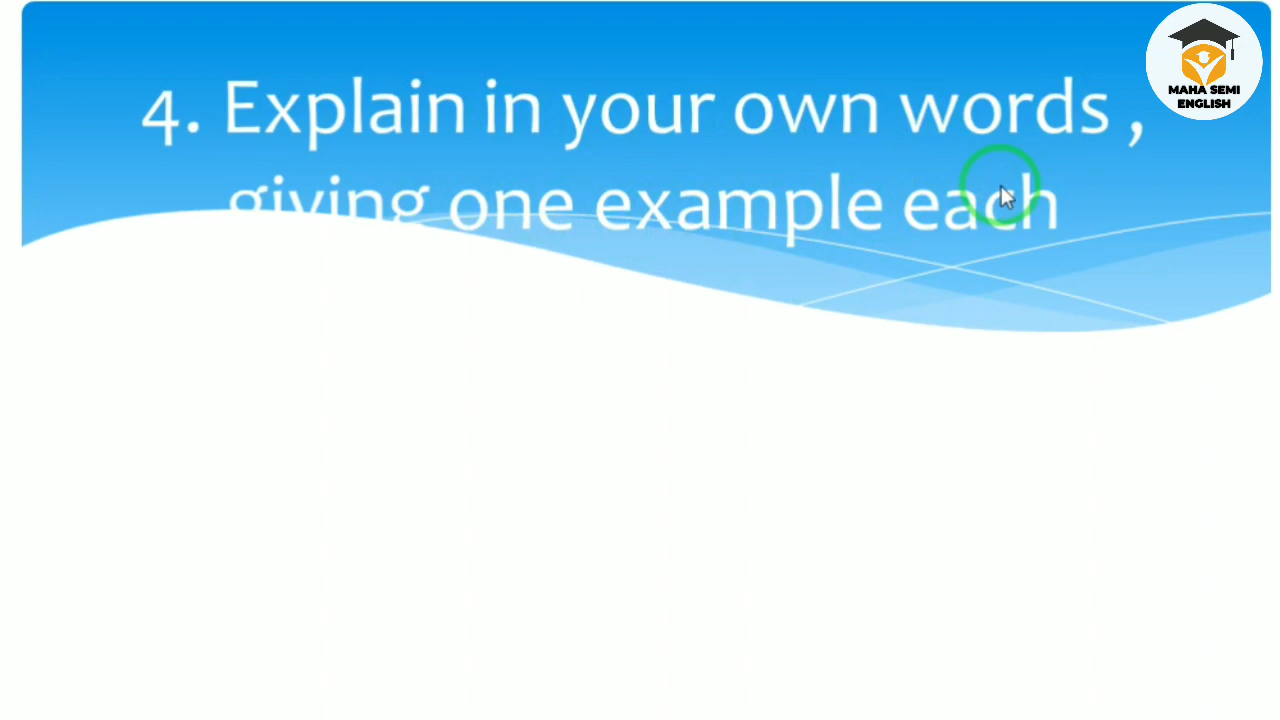 4. Explain in your own words ,
giving one example each
MAHA SEMI
ENGLISH